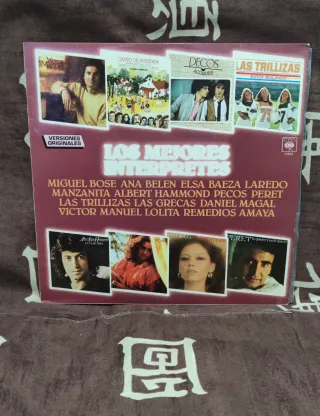 PECOS
LAS TRILLIZAS
VERSIONES
ORIGINALES
CBS
LOS MEJORES
INTERPRETES
MIGUEL BOSE ANA BELEN ELSA BAEZA LAREDO
MANZANITA ALBERT HAMMOND PECOS PERET
LAS TRILLIZAS LAS GRECAS DANIEL MAGAL
VICTOR MANUEL LOLITA REMEDIOS AMAYA